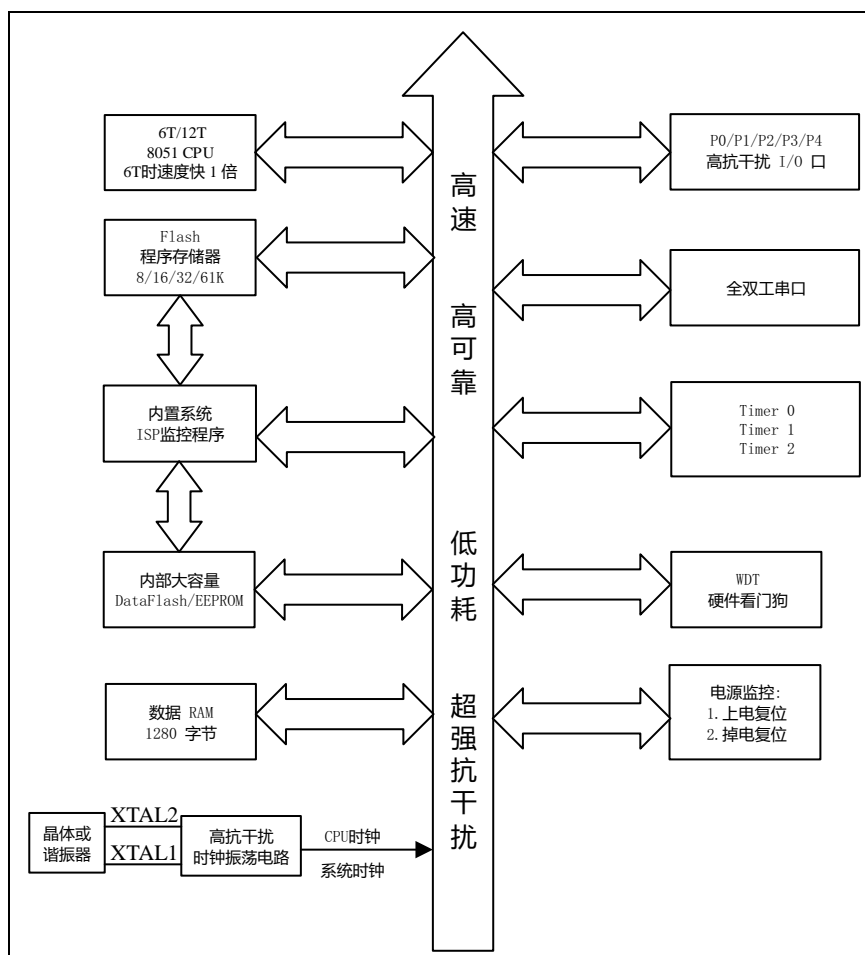 6T/12T
8051 CPU
6T时速度快 1 倍
P0/P1/P2/P3/P4
高抗干扰 I/O 口
Flash
程序存储器
8/16/32/61K
全双工串口
内置系统
ISP监控程序
Timer 0
Timer 1
Timer 2
内部大容量
DataFlash/EEPROM
WDT
硬件看门狗
数据 RAM
1280 字节
电源监控:
1.上电复位
2.掉电复位
高速
高可靠
低功耗
超强抗干扰
晶体或
谐振器
XTAL2
XTAL1
高抗干扰
时钟振荡电路
CPU时钟
系统时钟